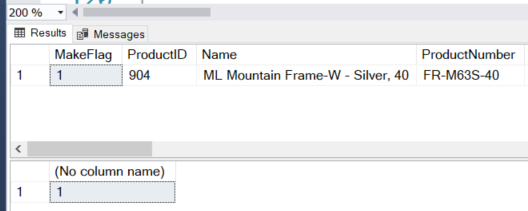 200 %
Results Messages
MakeFlag ProductID Name ProductNumber
1 1 904 ML Mountain Frame-W - Silver, 40 FR-M63S-40
(No column name)
1 1